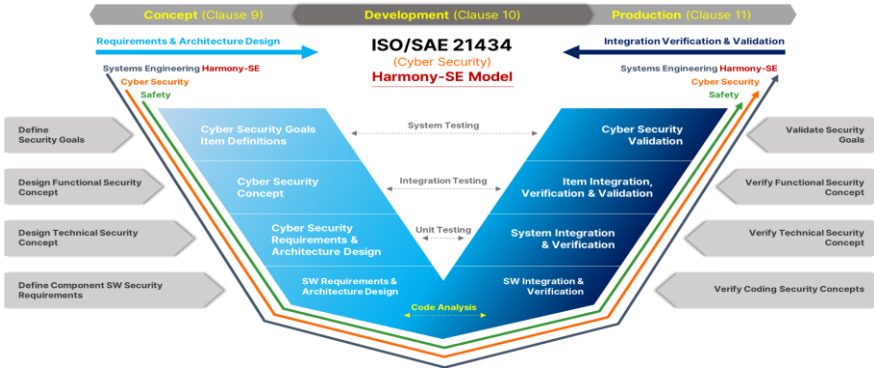 Concept (Clause 9)
Development (Clause 10)
Production (Clause 11)
Requirements & Architecture Design
ISO/SAE 21434
(Cyber Security)
Harmony-SE Model
Integration Verification & Validation
Systems Engineering Harmony-SE
Cyber Security
Safety
Systems Engineering Harmony-SE
Cyber Security
Safety
Define
Security Goals
Cyber Security Goals
Item Definitions
System Testing
Cyber Security
Validation
Validate Security
Goals
Design Functional Security
Concept
Cyber Security
Concept
Integration Testing
Item Integration,
Verification & Validation
Verify Functional Security
Concept
Design Technical Security
Concept
Cyber Security
Requirements &
Architecture Design
Unit Testing
System Integration
& Verification
Verify Technical Security
Concept
Define Component SW Security
Requirements
SW Requirements &
Architecture Design
Code Analysis
SW Integration &
Verification
Verify Coding Security Concepts